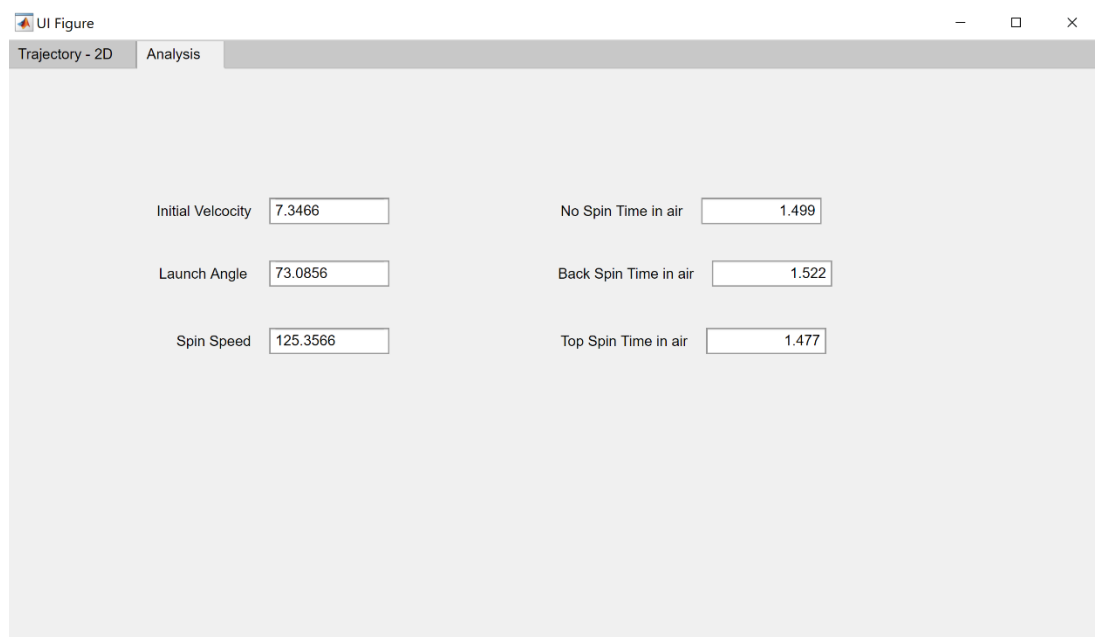 UI Figure
Trajectory - 2D Analysis
Initial Velcocity 7.3466 No Spin Time in air 1.499
Launch Angle 73.0856 Back Spin Time in air 1.522
Spin Speed 125.3566 Top Spin Time in air 1.477